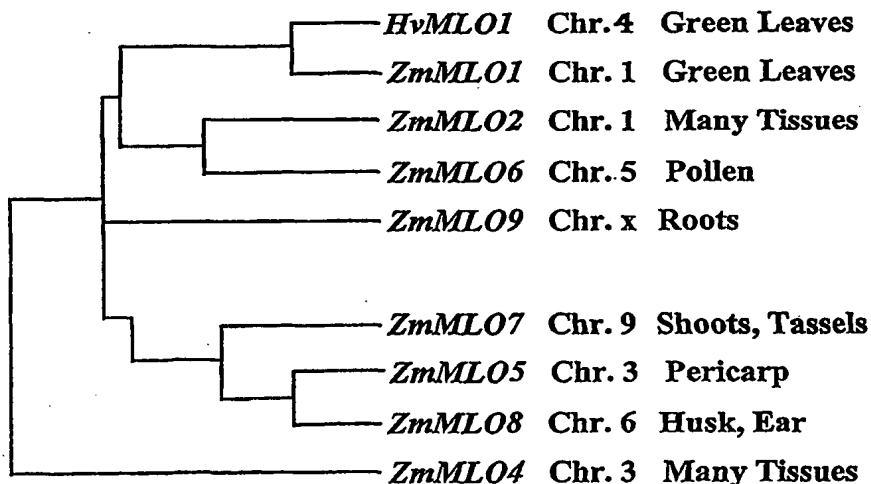 HvMLO1 Chr. 4 Green Leaves
ZmMLO1 Chr. 1 Green Leaves
ZmMLO2 Chr. 1 Many Tissues
ZmMLO6 Chr. 5 Pollen
ZmMLO9 Chr. x Roots
ZmMLO7 Chr. 9 Shoots, Tassels
ZmMLO5 Chr. 3 Pericarp
ZmMLO8 Chr. 6 Husk, Ear
ZmMLO4 Chr. 3 Many Tissues